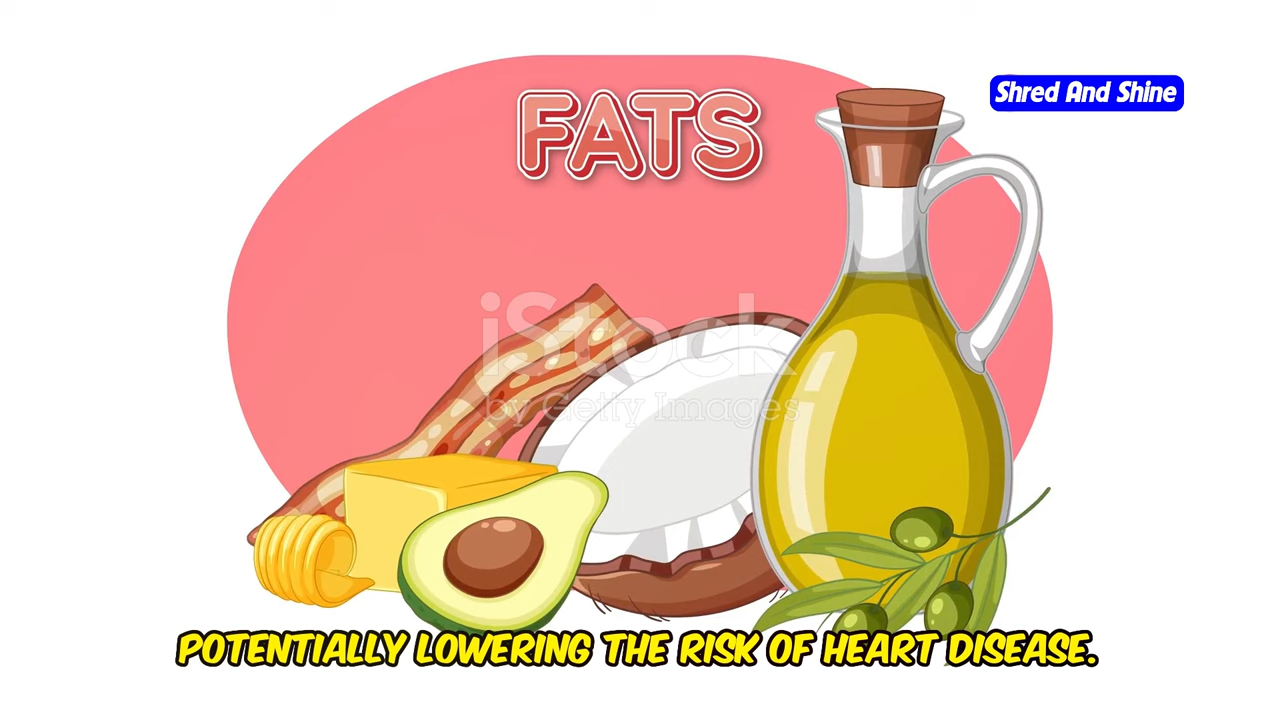 FATS
Shred And Shine
iStock
by Getty Images
POTENTIALLY LOWERING THE RISK OF HEART DISEASE.